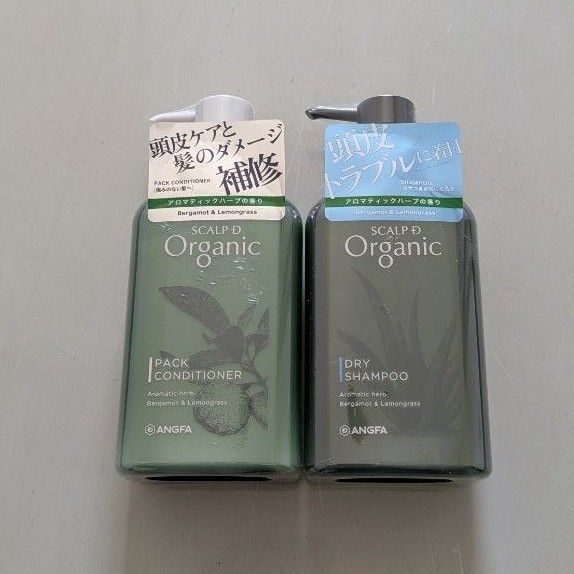 頭皮ケアと
髪のダメージ
補修
PACK CONDITIONER
アロマティックハーブの香り
Bergamot & Lemongrass
SCALP D
Organic
PACK
CONDITIONER
Aromatic herb
Bergamot & Lemongrass
ANGFA
頭皮
トラブルに着目
SHAMPOO
アロマティックハーブの香り
Bergamot & Lemongrass
SCALP D
Organic
DRY
SHAMPOO
Aromatic herb
Bergamot & Lemongrass
ANGFA